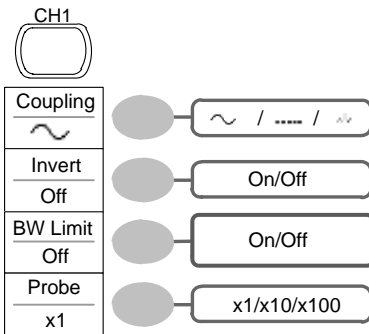 CH1
Coupling
/ /
Invert
Off
On/Off
BW Limit
Off
On/Off
Probe
x1
x1/x10/x100